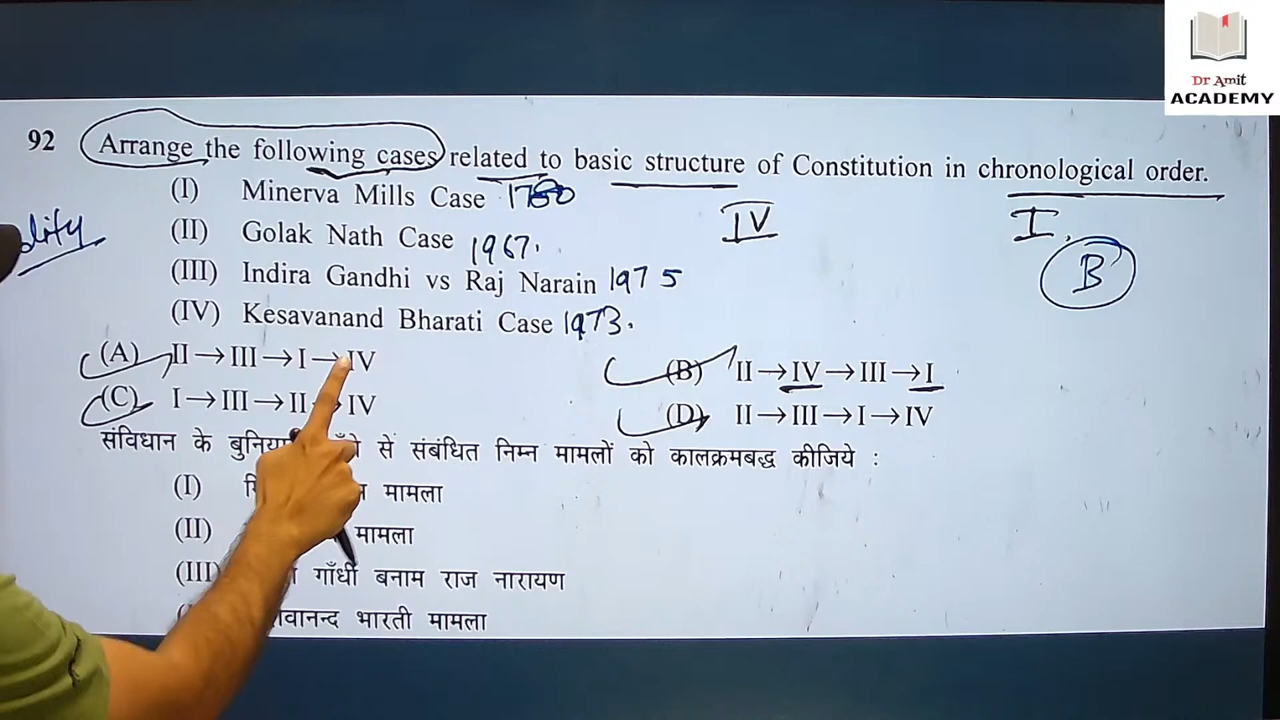 Dr Amit
ACADEMY
92 Arrange the following cases related to basic structure of Constitution in chronological order.
(I) Minerva Mills Case 1780
(II) Golak Nath Case 1967.
(III) Indira Gandhi vs Raj Narain 1975
(IV) Kesavanand Bharati Case 1973.
IV
I.
B
(A) II → III → I → IV
(B) II → IV → III → I
(C) I → III → II → IV
(D) II → III → I → IV
संविधान के से संबंधित निम्न मामलों को कालक्रमबद्ध कीजिये :
(I) मामला
(II) मामला
(III) गाँधी बनाम राज नारायण
भारती मामला